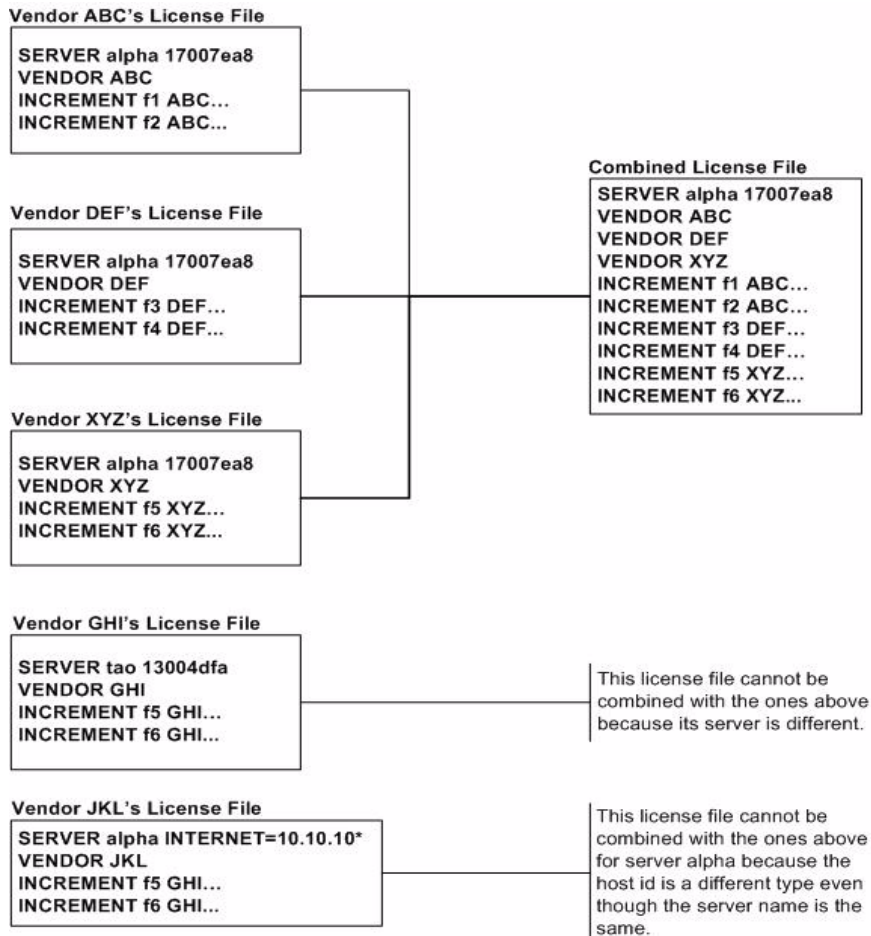 Vendor ABC's License File
SERVER alpha 17007ea8
VENDOR ABC
INCREMENT f1 ABC...
INCREMENT f2 ABC...
Vendor DEF's License File
SERVER alpha 17007ea8
VENDOR DEF
INCREMENT f3 DEF...
INCREMENT f4 DEF...
Vendor XYZ's License File
SERVER alpha 17007ea8
VENDOR XYZ
INCREMENT f5 XYZ...
INCREMENT f6 XYZ...
Combined License File
SERVER alpha 17007ea8
VENDOR ABC
VENDOR DEF
VENDOR XYZ
INCREMENT f1 ABC...
INCREMENT f2 ABC...
INCREMENT f3 DEF...
INCREMENT f4 DEF...
INCREMENT f5 XYZ...
INCREMENT f6 XYZ...
Vendor GHI's License File
SERVER tao 13004dfa
VENDOR GHI
INCREMENT f5 GHI...
INCREMENT f6 GHI...
This license file cannot be
combined with the ones above
because its server is different.
Vendor JKL's License File
SERVER alpha INTERNET=10.10.10*
VENDOR JKL
INCREMENT f5 GHI...
INCREMENT f6 GHI...
This license file cannot be
combined with the ones above
for server alpha because the
host id is a different type even
though the server name is the
same.